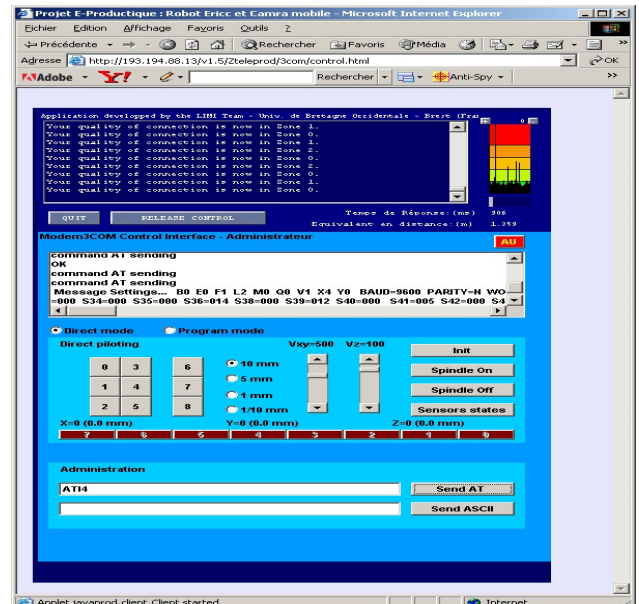 Projet E-Productique : Robot Ericc et Camra mobile - Microsoft Internet Explorer
Eichier Edition Affichage Favoris Outils ?
Précédente Rechercher Favoris Média
Adresse http://193.194.88.13/v1.5/Zteleprod/3com/control.html OK
Adobe Y! Rechercher Anti-Spy
Application developped by the LIMI Team - Univ. de Bretagne Occidentale - Brest
Your quality of connection is now in Zone 1.
Your quality of connection is now in Zone 0.
Your quality of connection is now in Zone 1.
Your quality of connection is now in Zone 2.
Your quality of connection is now in Zone 0.
Your quality of connection is now in Zone 2.
Your quality of connection is now in Zone 0.
Your quality of connection is now in Zone 1.
Your quality of connection is now in Zone 0.
QUIT RELEASE CONTROL Temps de Réponse:(ms) 906
Equivalent en distance:(m) 1.359
Modem3COM Control Interface - Administrateur AU
command AT sending
OK
command AT sending
command AT sending
Message Settings... B0 E0 F1 L2 M0 Q0 V1 X4 Y0 BAUD=9600 PARITY=N WO
=000 S34=000 S35=000 S36=014 S38=000 S39=012 S40=000 S41=005 S42=000 S4
Direct mode Program mode
Direct piloting Vxy=500 Vz=100 Init
0 3 6 10 mm Spindle On
1 4 7 5 mm Spindle Off
1 mm
2 5 8 1/10 mm Sensors states
X=0 (0.0 mm) Y=0 (0.0 mm) Z=0 (0.0 mm)
7 6 5 4 3 2 1 0
Administration
ATI4 Send AT
Send ASCII
Applet javaprod.client.Client started Internet